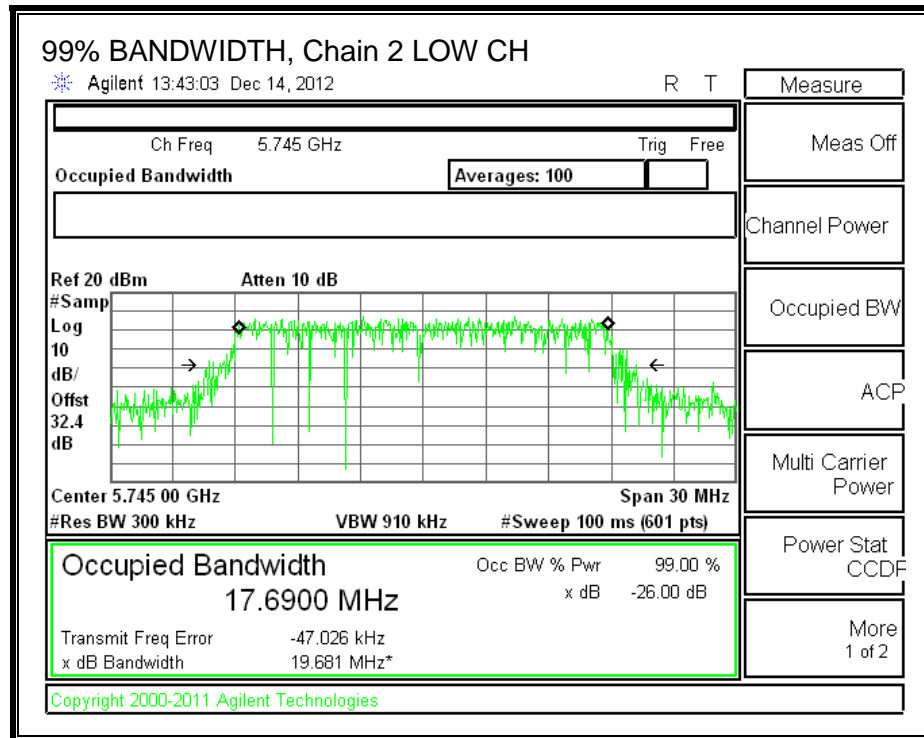 99% BANDWIDTH, Chain 2 LOW CH
Agilent 13:43:03 Dec 14, 2012 R T
Ch Freq 5.745 GHz Trig Free
Occupied Bandwidth Averages: 100
Ref 20 dBm Atten 10 dB
#Samp
Log
10
dB/
Offst
32.4
dB
Center 5.745 00 GHz Span 30 MHz
#Res BW 300 kHz VBW 910 kHz #Sweep 100 ms (601 pts)
Occupied Bandwidth Occ BW % Pwr 99.00 %
17.6900 MHz x dB -26.00 dB
Transmit Freq Error -47.026 kHz
x dB Bandwidth 19.681 MHz*
Copyright 2000-2011 Agilent Technologies
Measure
Meas Off
Channel Power
Occupied BW
ACP
Multi Carrier
Power
Power Stat
CCDF
More
1 of 2